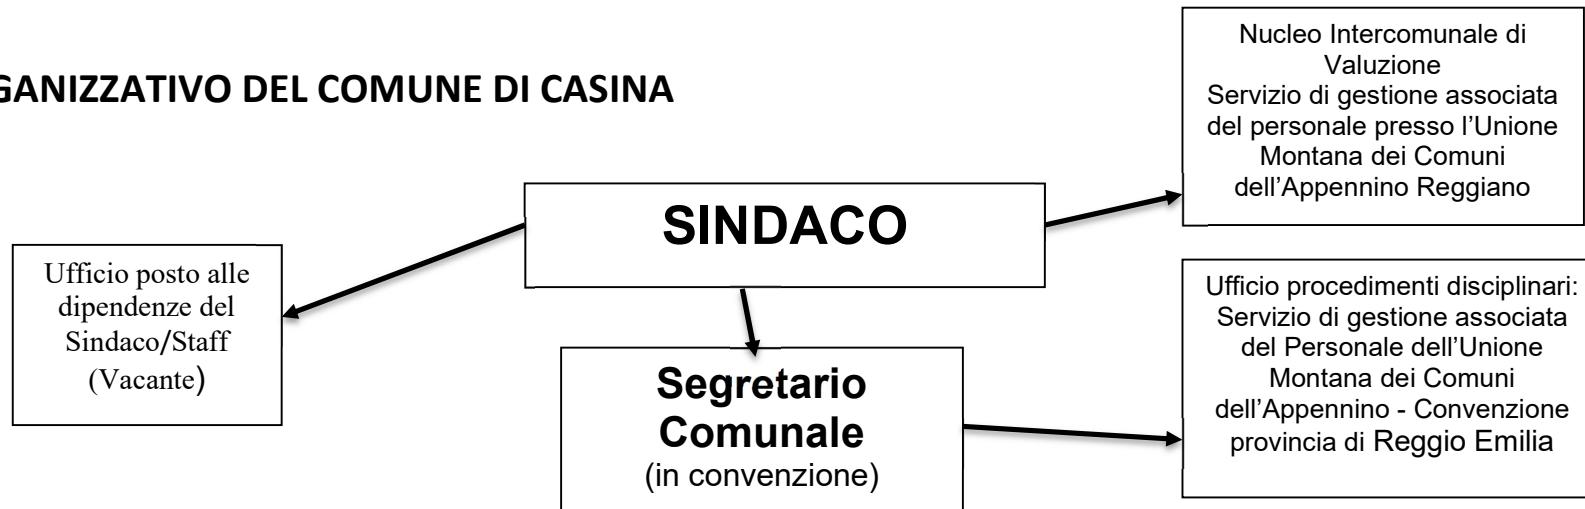 GANIZZATIVO DEL COMUNE DI CASINA
Nucleo Intercomunale di
Valuzione
Servizio di gestione associata
del personale presso l’Unione
Montana dei Comuni
dell’Appennino Reggiano
SINDACO
Ufficio posto alle
dipendenze del
Sindaco/Staff
(Vacante)
Segretario
Comunale
(in convenzione)
Ufficio procedimenti disciplinari:
Servizio di gestione associata
del Personale dell’Unione
Montana dei Comuni
dell’Appennino - Convenzione
provincia di Reggio Emilia